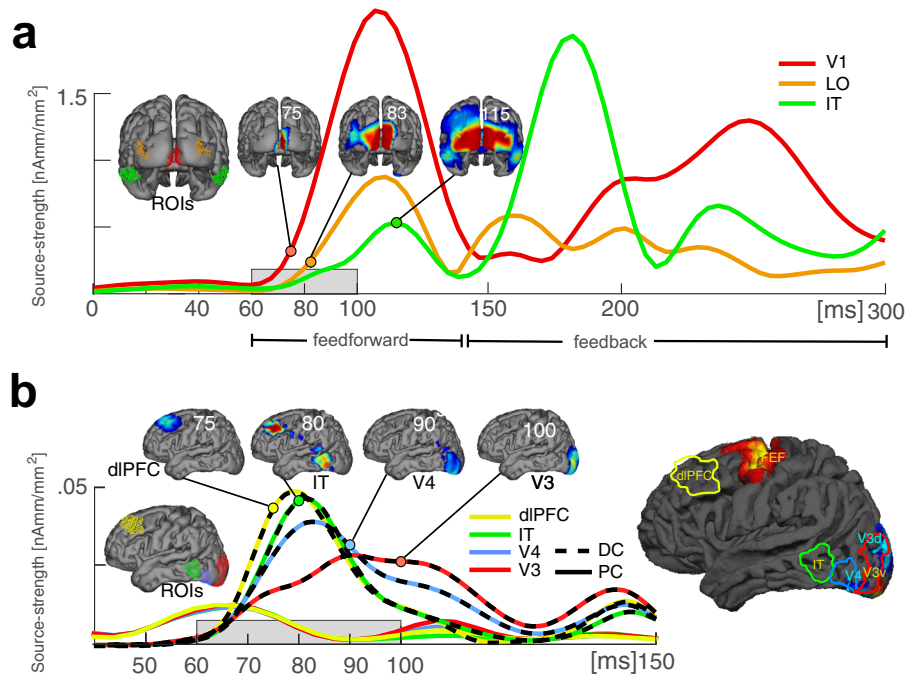 a
Source-strength [nAmm/mm²]
1.5
ROIs
75
83
115
V1
LO
IT
0
20
40
60
80
100
150
200
[ms] 300
feedforward
feedback
b
Source-strength [nAmm/mm²]
.05
75
80
90
100
dlPFC
IT
V4
V3
ROIs
dlPFC
IT
V4
V3
DC
PC
50
60
70
80
90
100
[ms] 150
dlPFC
FEF
IT
V4
V3d
V3v